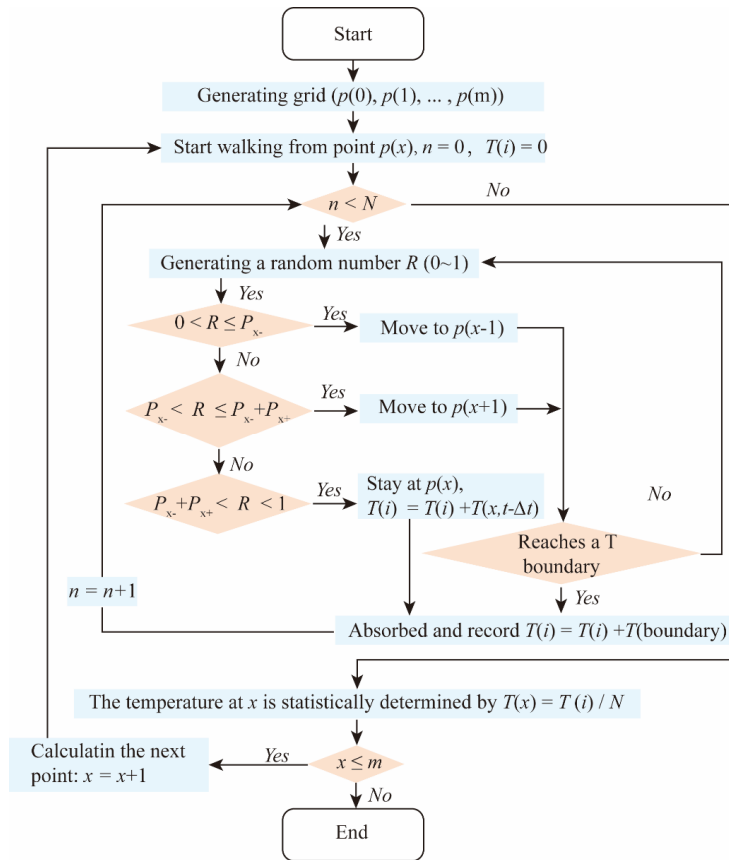 Start
Generating grid (p(0), p(1), ... , p(m))
Start walking from point p(x), n = 0 , T(i) = 0
n < N
No
Yes
Generating a random number R (0~1)
Yes
0 < R ≤ Pₓ₋
Yes
Move to p(x-1)
No
Pₓ₋ < R ≤ Pₓ₋+Pₓ₊
Yes
Move to p(x+1)
No
Pₓ₋+Pₓ₊ < R < 1
Yes
Stay at p(x),
T(i) = T(i) +T(x,t-Δt)
No
Reaches a T
boundary
Yes
n = n+1
Absorbed and record T(i) = T(i) +T(boundary)
The temperature at x is statistically determined by T(x) = T (i) / N
Calculatin the next
point: x = x+1
Yes
x ≤ m
No
End